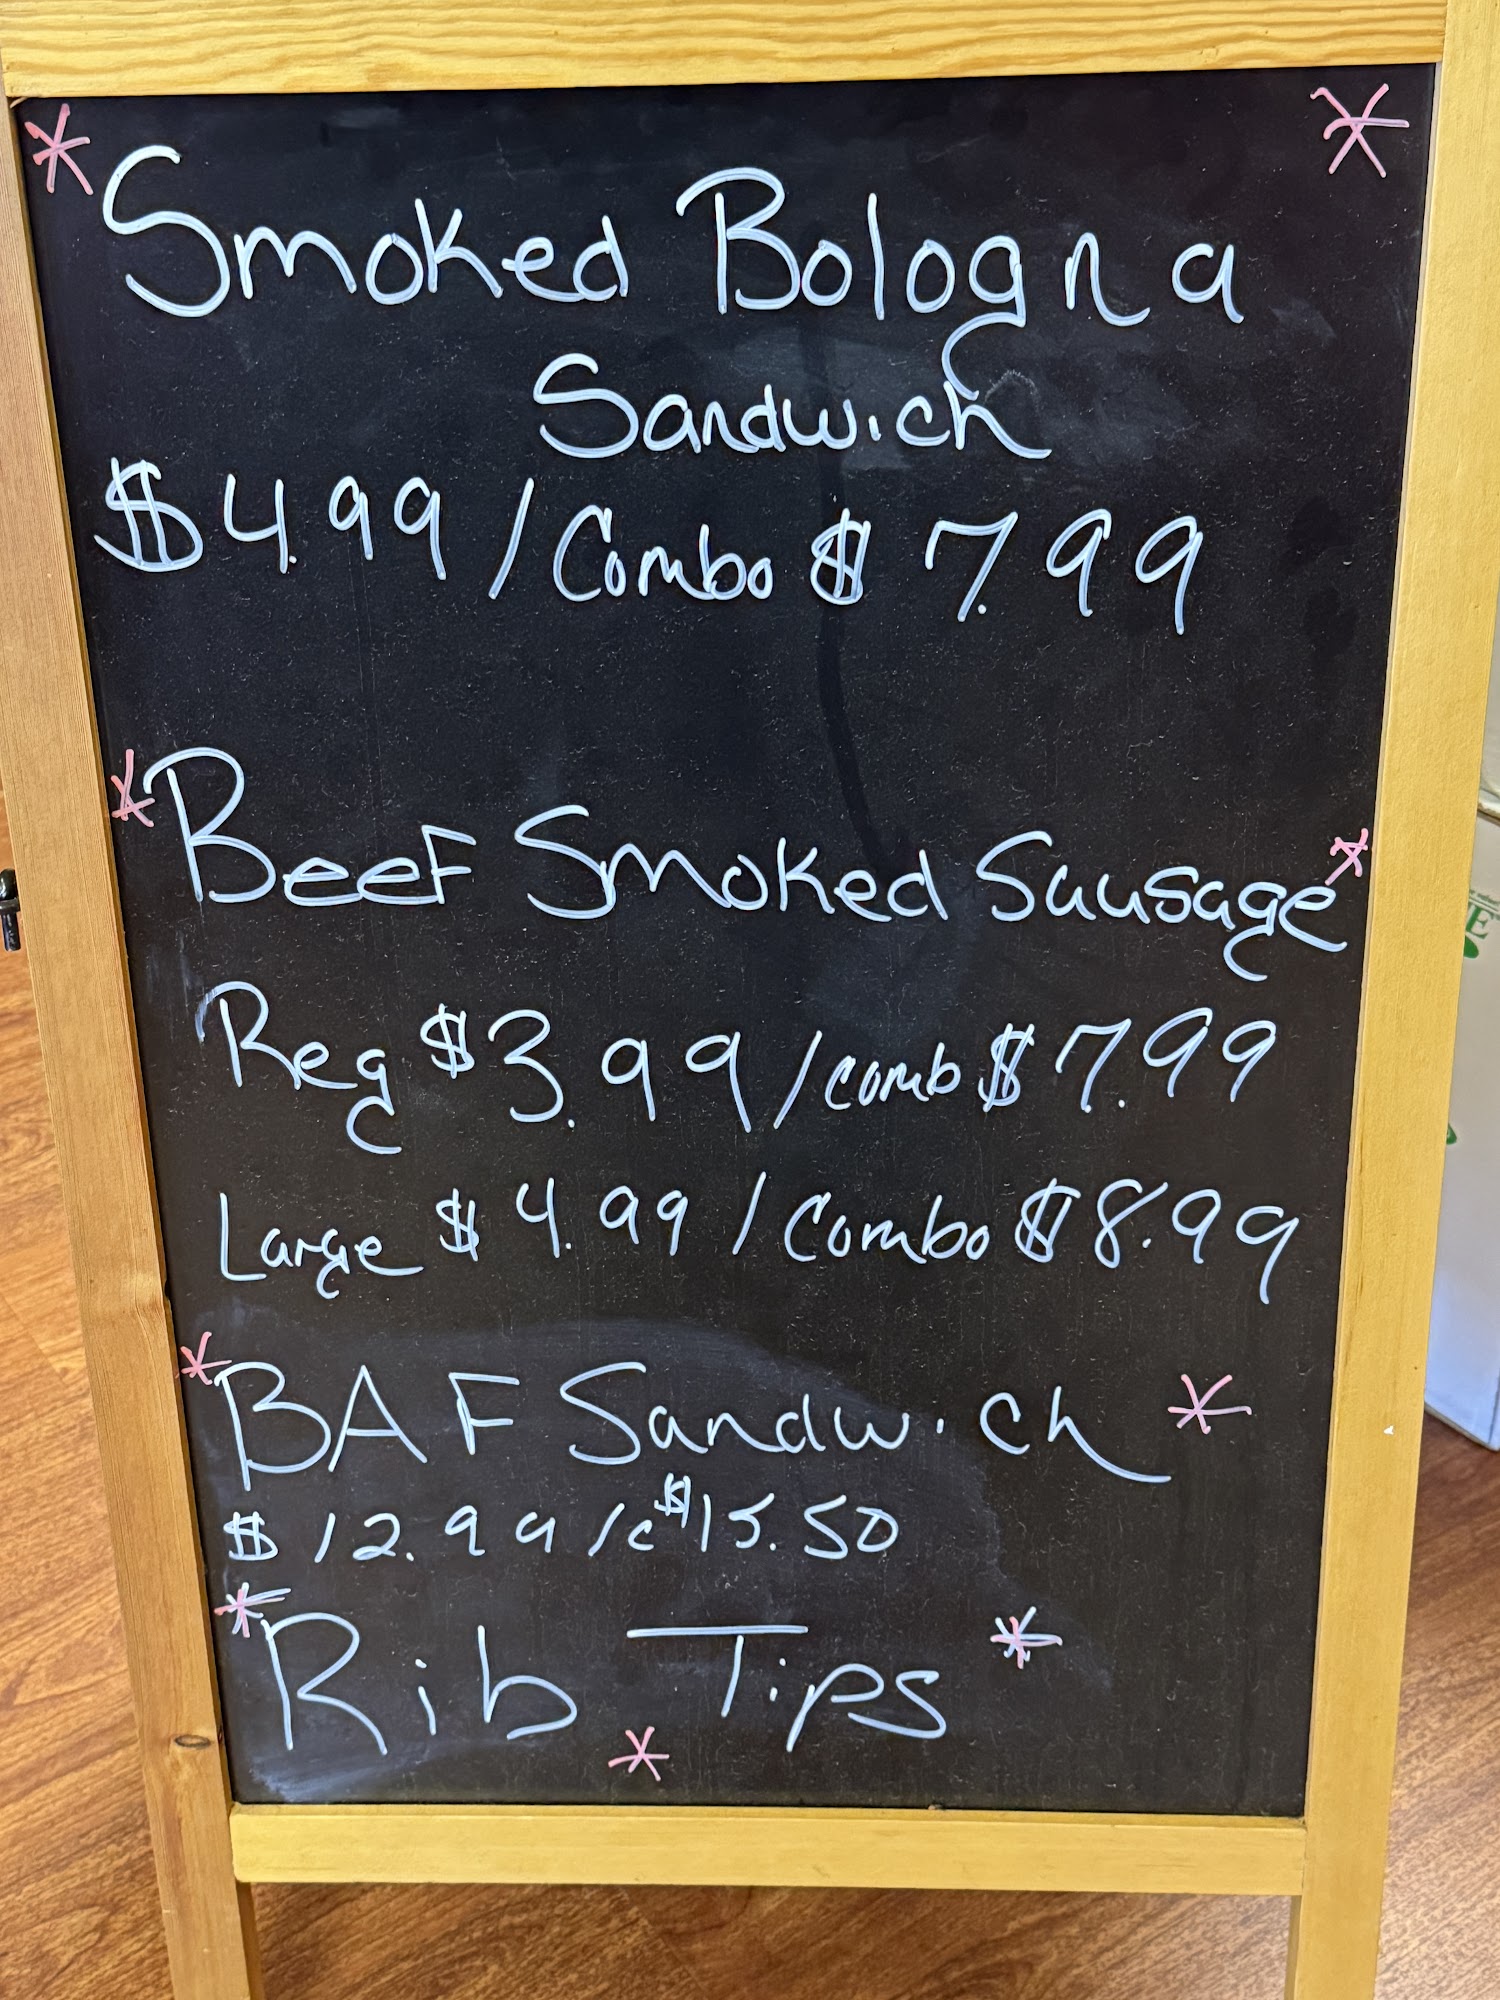 Smoked Bologna
Sandwich
$4.99 / Combo $7.99
Beef Smoked Sausage
Reg $3.99 / comb $7.99
Large $4.99 / Combo $8.99
BAF Sandwich
$12.99 / c $15.50
Rib Tips